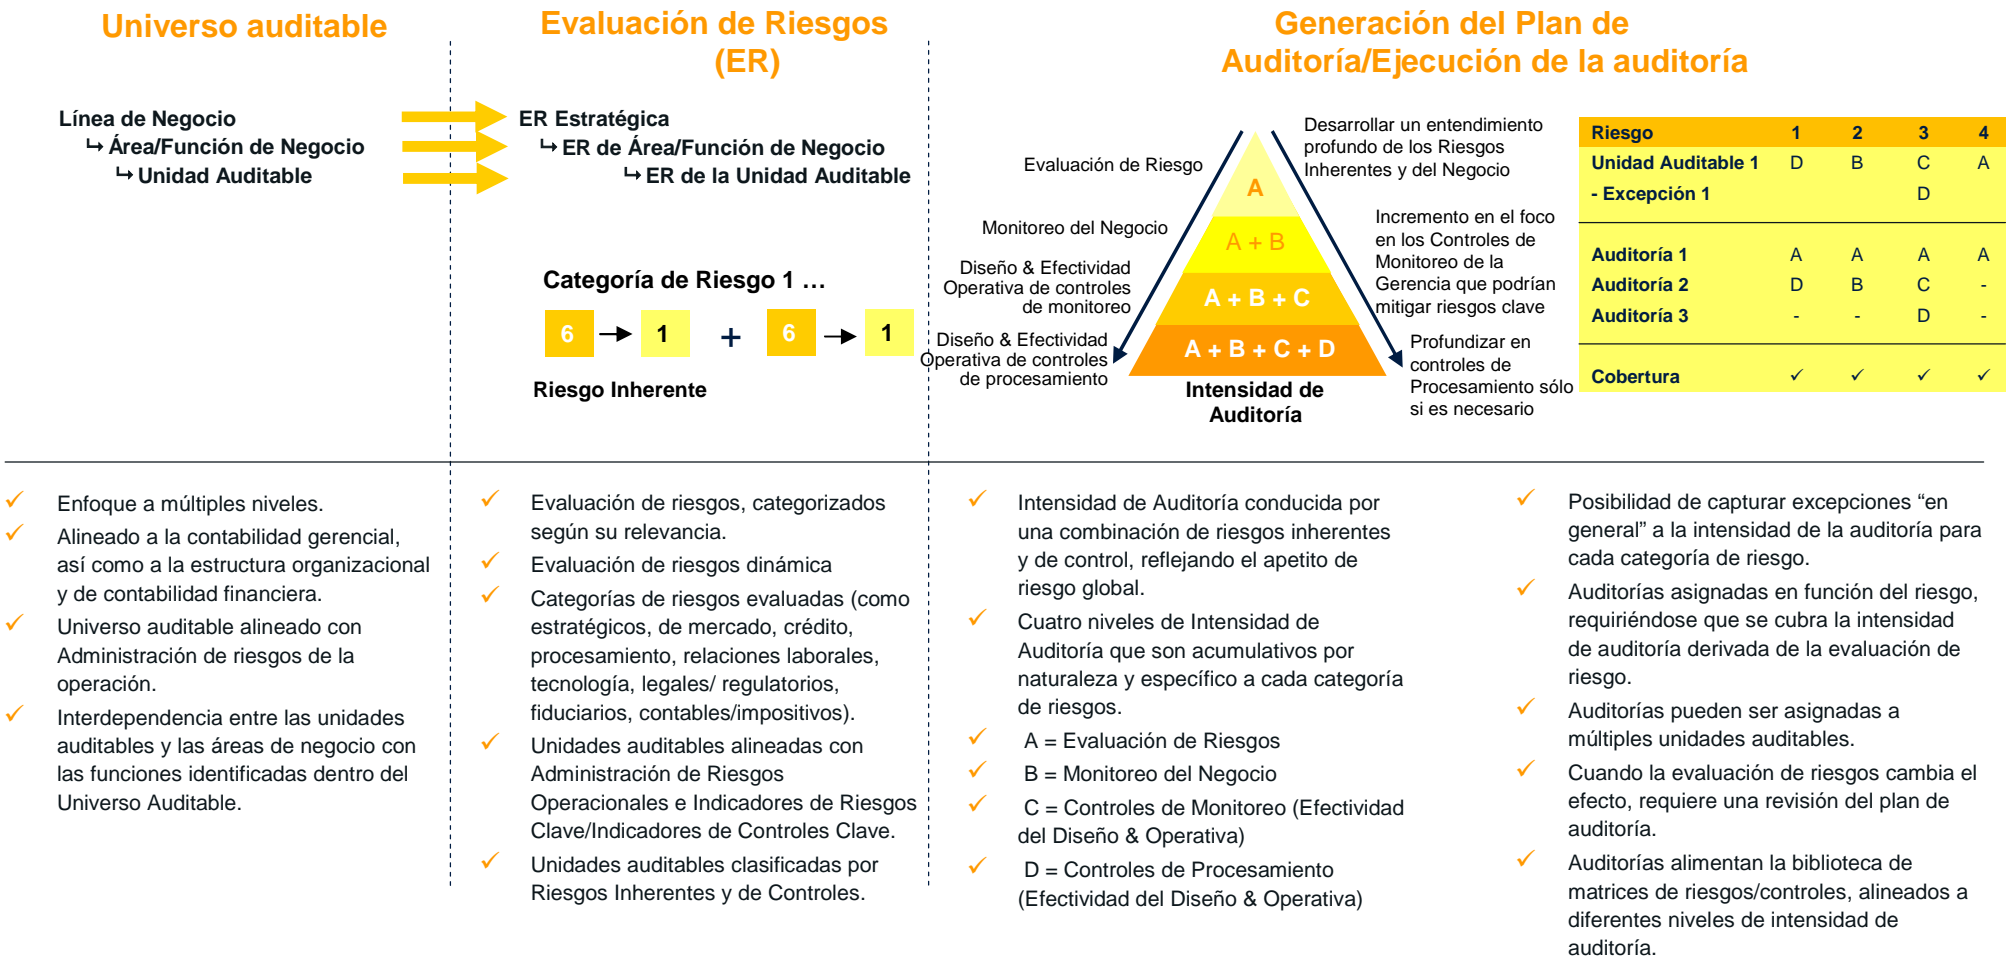 Universo auditable
Evaluación de Riesgos
(ER)
Generación del Plan de
Auditoría/Ejecución de la auditoría
Línea de Negocio
↳ Área/Función de Negocio
↳ Unidad Auditable
ER Estratégica
↳ ER de Área/Función de Negocio
↳ ER de la Unidad Auditable
Categoría de Riesgo 1 …
6 → 1 + 6 → 1
Riesgo Inherente
Evaluación de Riesgo
Monitoreo del Negocio
Diseño & Efectividad
Operativa de controles
de monitoreo
Diseño & Efectividad
Operativa de controles
de procesamiento
A
A + B
A + B + C
A + B + C + D
Intensidad de
Auditoría
Desarrollar un entendimiento
profundo de los Riesgos
Inherentes y del Negocio
Incremento en el foco
en los Controles de
Monitoreo de la
Gerencia que podrían
mitigar riesgos clave
Profundizar en
controles de
Procesamiento sólo
si es necesario
Riesgo 1 2 3 4
Unidad Auditable 1 D B C A
- Excepción 1 D
Auditoría 1 A A A A
Auditoría 2 D B C -
Auditoría 3 - - D -
Cobertura ✓ ✓ ✓ ✓
✓ Enfoque a múltiples niveles.
✓ Alineado a la contabilidad gerencial,
así como a la estructura organizacional
y de contabilidad financiera.
✓ Universo auditable alineado con
Administración de riesgos de la
operación.
✓ Interdependencia entre las unidades
auditables y las áreas de negocio con
las funciones identificadas dentro del
Universo Auditable.
✓ Evaluación de riesgos, categorizados
según su relevancia.
✓ Evaluación de riesgos dinámica
✓ Categorías de riesgos evaluadas (como
estratégicos, de mercado, crédito,
procesamiento, relaciones laborales,
tecnología, legales/ regulatorios,
fiduciarios, contables/impositivos).
✓ Unidades auditables alineadas con
Administración de Riesgos
Operacionales e Indicadores de Riesgos
Clave/Indicadores de Controles Clave.
✓ Unidades auditables clasificadas por
Riesgos Inherentes y de Controles.
✓ Intensidad de Auditoría conducida por
una combinación de riesgos inherentes
y de control, reflejando el apetito de
riesgo global.
✓ Cuatro niveles de Intensidad de
Auditoría que son acumulativos por
naturaleza y específico a cada categoría
de riesgos.
✓ A = Evaluación de Riesgos
✓ B = Monitoreo del Negocio
✓ C = Controles de Monitoreo (Efectividad
del Diseño & Operativa)
✓ D = Controles de Procesamiento
(Efectividad del Diseño & Operativa)
✓ Posibilidad de capturar excepciones “en
general” a la intensidad de la auditoría para
cada categoría de riesgo.
✓ Auditorías asignadas en función del riesgo,
requiriéndose que se cubra la intensidad
de auditoría derivada de la evaluación de
riesgo.
✓ Auditorías pueden ser asignadas a
múltiples unidades auditables.
✓ Cuando la evaluación de riesgos cambia el
efecto, requiere una revisión del plan de
auditoría.
✓ Auditorías alimentan la biblioteca de
matrices de riesgos/controles, alineados a
diferentes niveles de intensidad de
auditoría.